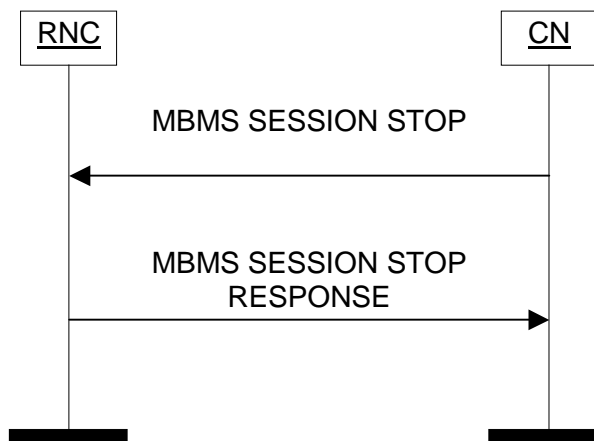 RNC
CN
MBMS SESSION STOP
MBMS SESSION STOP
RESPONSE